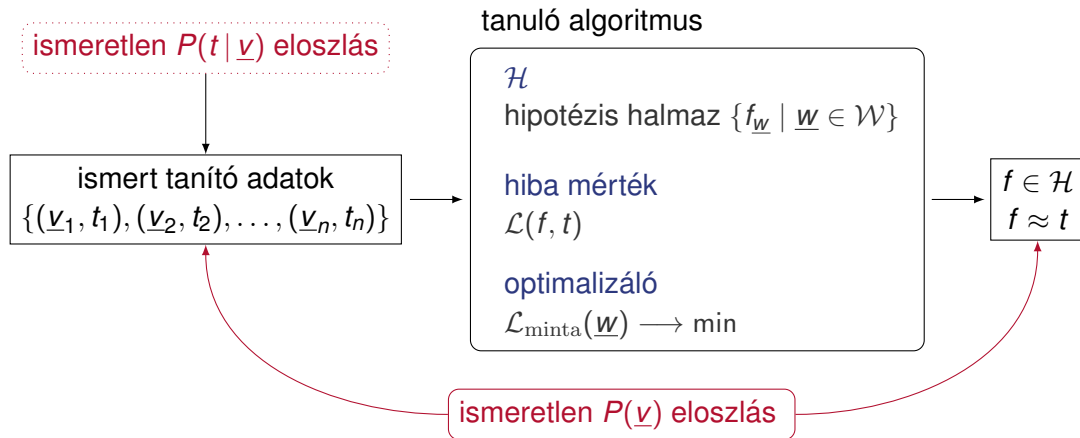 tanuló algoritmus
ismeretlen P(t | v) eloszlás
ℋ
hipotézis halmaz {f_w | w ∈ 𝒲}
ismert tanító adatok
{(v₁, t₁), (v₂, t₂), . . . , (vₙ, tₙ)}
hiba mérték
ℒ(f, t)
optimalizáló
ℒ_minta(w) ⟶ min
f ∈ ℋ
f ≈ t
ismeretlen P(v) eloszlás